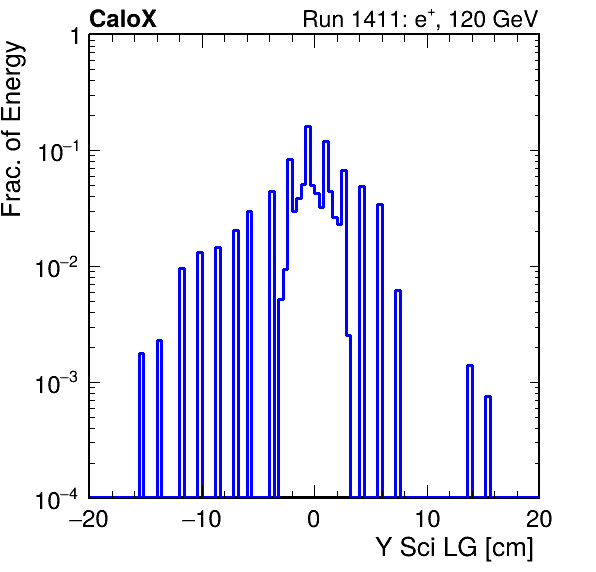 CaloX Run 1411: e⁺, 120 GeV
Frac. of Energy
1
10⁻¹
10⁻²
10⁻³
10⁻⁴
−20 −10 0 10 20
Y Sci LG [cm]